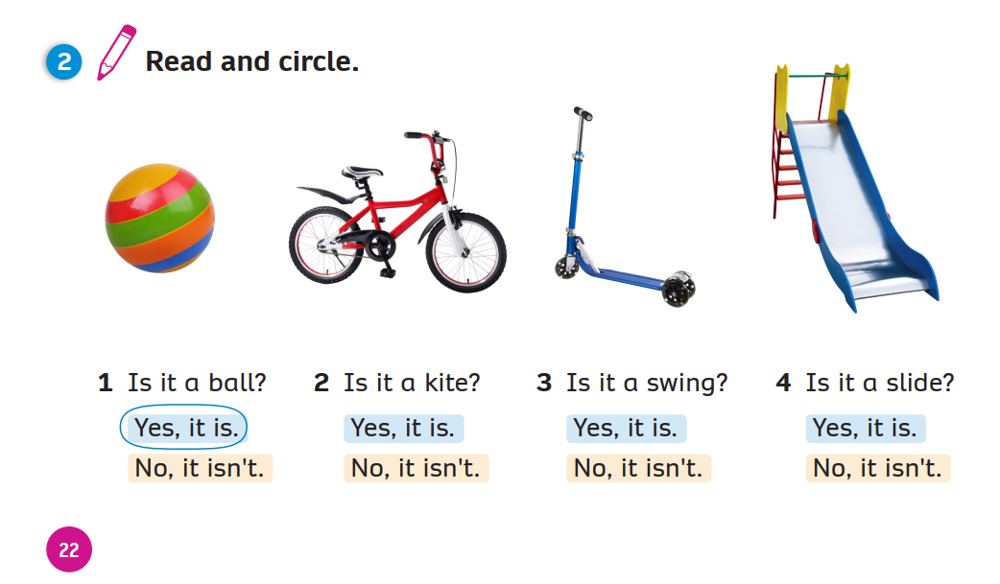 2 Read and circle.
1 Is it a ball?
Yes, it is.
No, it isn't.
2 Is it a kite?
Yes, it is.
No, it isn't.
3 Is it a swing?
Yes, it is.
No, it isn't.
4 Is it a slide?
Yes, it is.
No, it isn't.
22